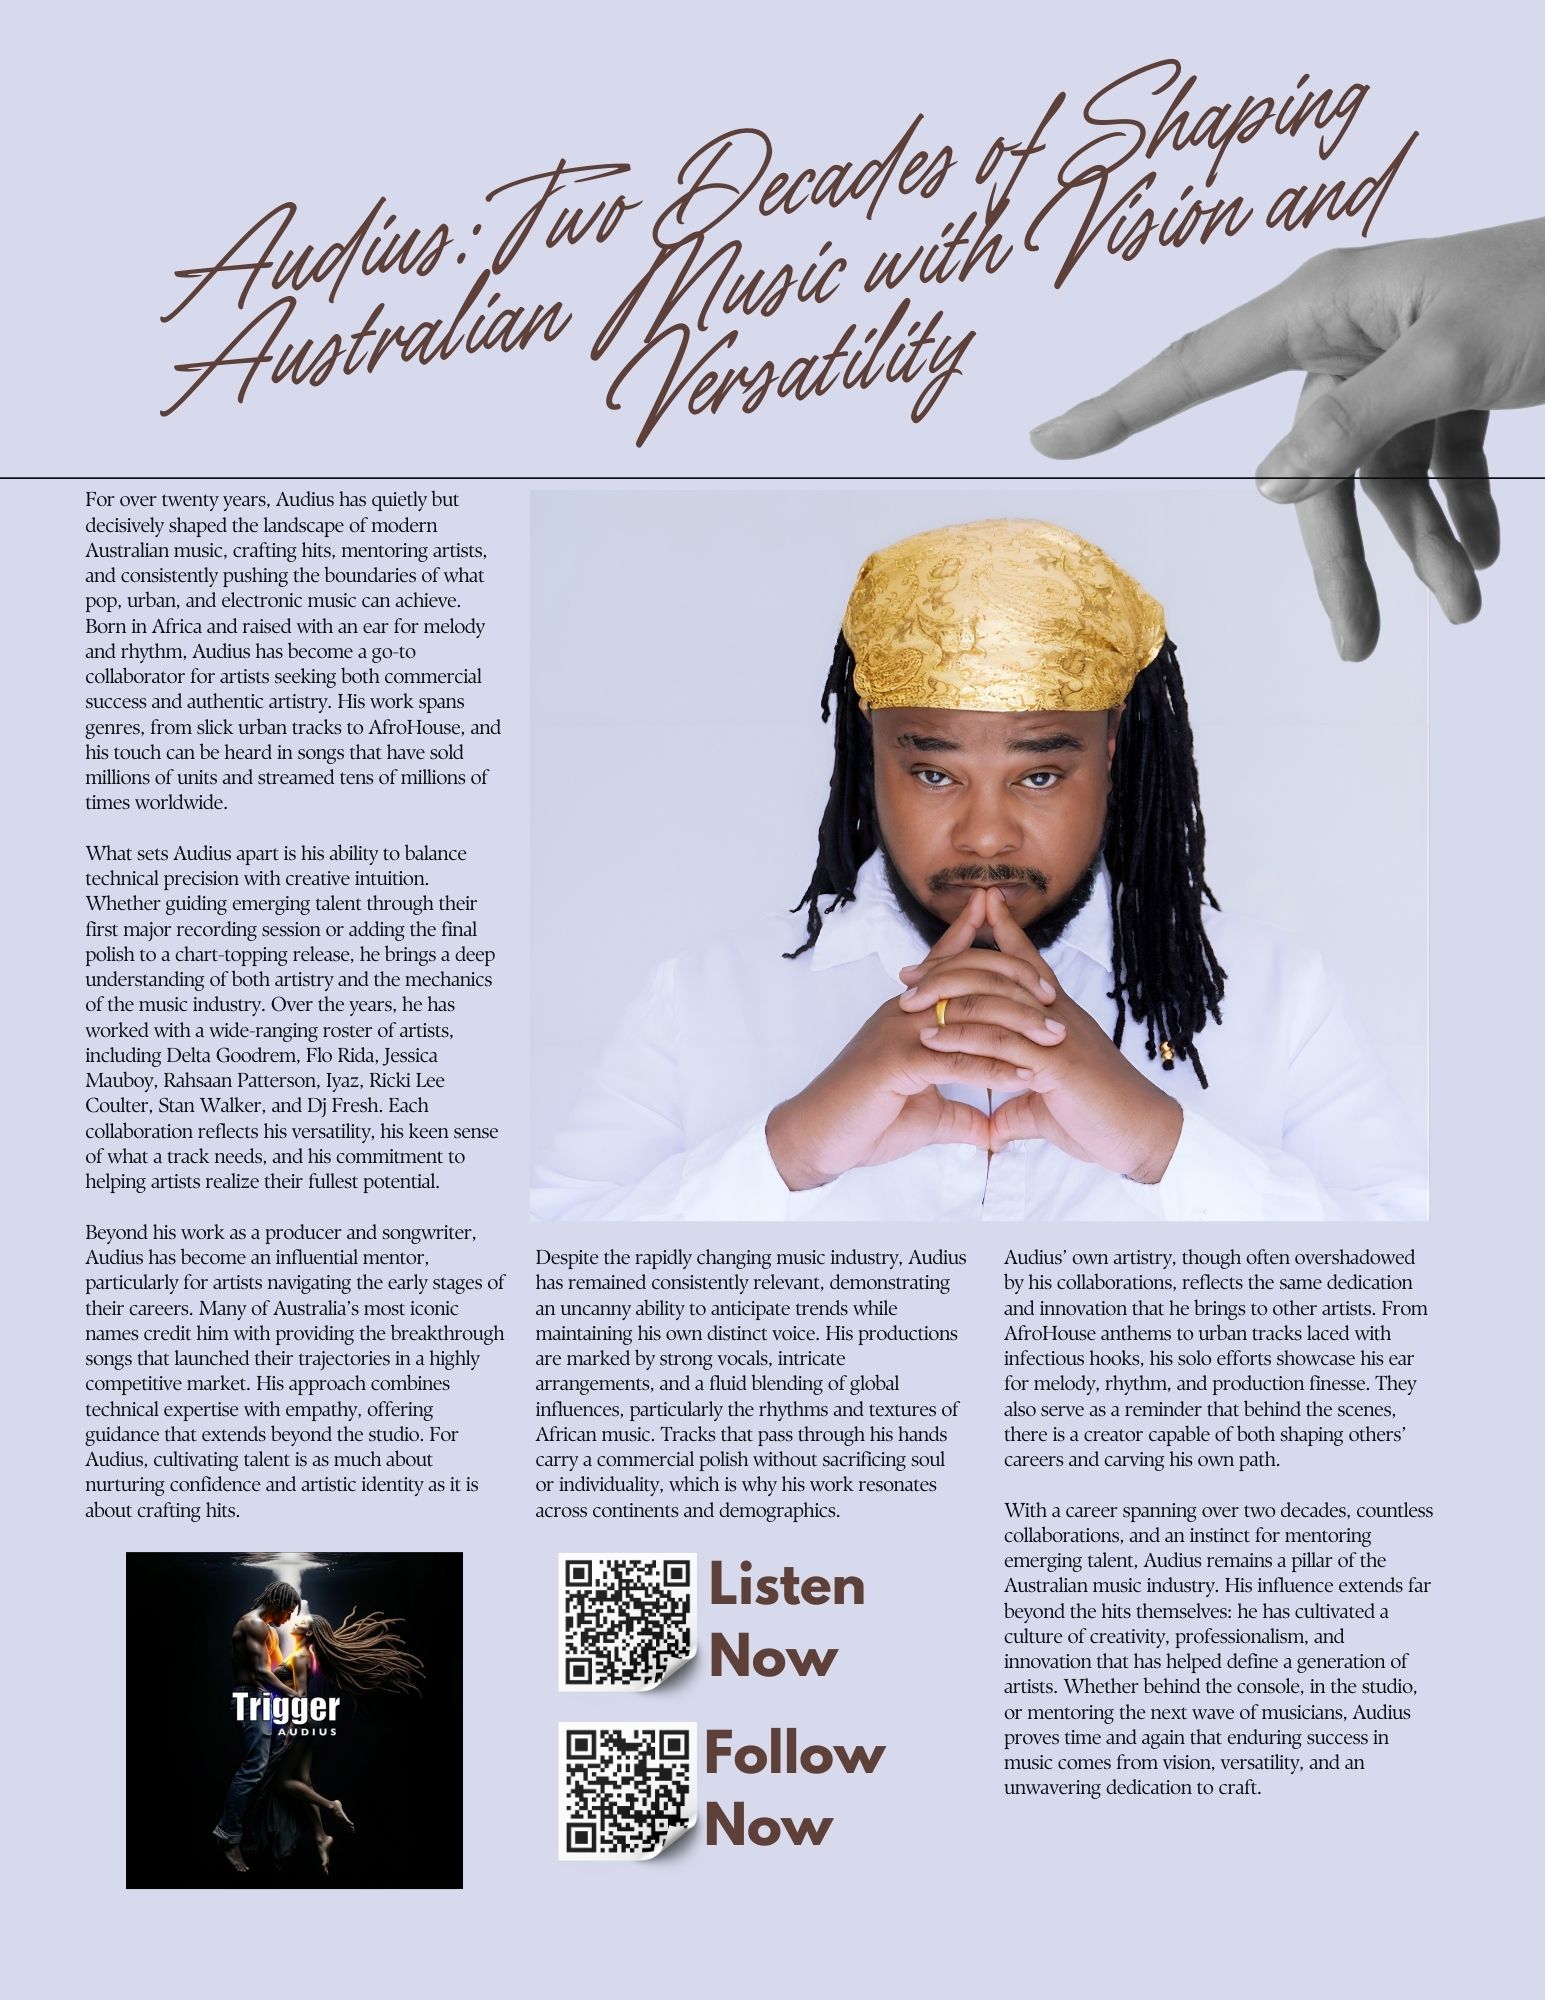 Audius: Two Decades of Shaping
Australian Music with Vision and
Versatility
For over twenty years, Audius has quietly but
decisively shaped the landscape of modern
Australian music, crafting hits, mentoring artists,
and consistently pushing the boundaries of what
pop, urban, and electronic music can achieve.
Born in Africa and raised with an ear for melody
and rhythm, Audius has become a go-to
collaborator for artists seeking both commercial
success and authentic artistry. His work spans
genres, from slick urban tracks to AfroHouse, and
his touch can be heard in songs that have sold
millions of units and streamed tens of millions of
times worldwide.
What sets Audius apart is his ability to balance
technical precision with creative intuition.
Whether guiding emerging talent through their
first major recording session or adding the final
polish to a chart-topping release, he brings a deep
understanding of both artistry and the mechanics
of the music industry. Over the years, he has
worked with a wide-ranging roster of artists,
including Delta Goodrem, Flo Rida, Jessica
Mauboy, Rahsaan Patterson, Iyaz, Ricki Lee
Coulter, Stan Walker, and Dj Fresh. Each
collaboration reflects his versatility, his keen sense
of what a track needs, and his commitment to
helping artists realize their fullest potential.
Beyond his work as a producer and songwriter,
Audius has become an influential mentor,
particularly for artists navigating the early stages of
their careers. Many of Australia's most iconic
names credit him with providing the breakthrough
songs that launched their trajectories in a highly
competitive market. His approach combines
technical expertise with empathy, offering
guidance that extends beyond the studio. For
Audius, cultivating talent is as much about
nurturing confidence and artistic identity as it is
about crafting hits.
Trigger
AUDIUS
Despite the rapidly changing music industry, Audius
has remained consistently relevant, demonstrating
an uncanny ability to anticipate trends while
maintaining his own distinct voice. His productions
are marked by strong vocals, intricate
arrangements, and a fluid blending of global
influences, particularly the rhythms and textures of
African music. Tracks that pass through his hands
carry a commercial polish without sacrificing soul
or individuality, which is why his work resonates
across continents and demographics.
Listen
Now
Follow
Now
Audius' own artistry, though often overshadowed
by his collaborations, reflects the same dedication
and innovation that he brings to other artists. From
AfroHouse anthems to urban tracks laced with
infectious hooks, his solo efforts showcase his ear
for melody, rhythm, and production finesse. They
also serve as a reminder that behind the scenes,
there is a creator capable of both shaping others'
careers and carving his own path.
With a career spanning over two decades, countless
collaborations, and an instinct for mentoring
emerging talent, Audius remains a pillar of the
Australian music industry. His influence extends far
beyond the hits themselves: he has cultivated a
culture of creativity, professionalism, and
innovation that has helped define a generation of
artists. Whether behind the console, in the studio,
or mentoring the next wave of musicians, Audius
proves time and again that enduring success in
music comes from vision, versatility, and an
unwavering dedication to craft.